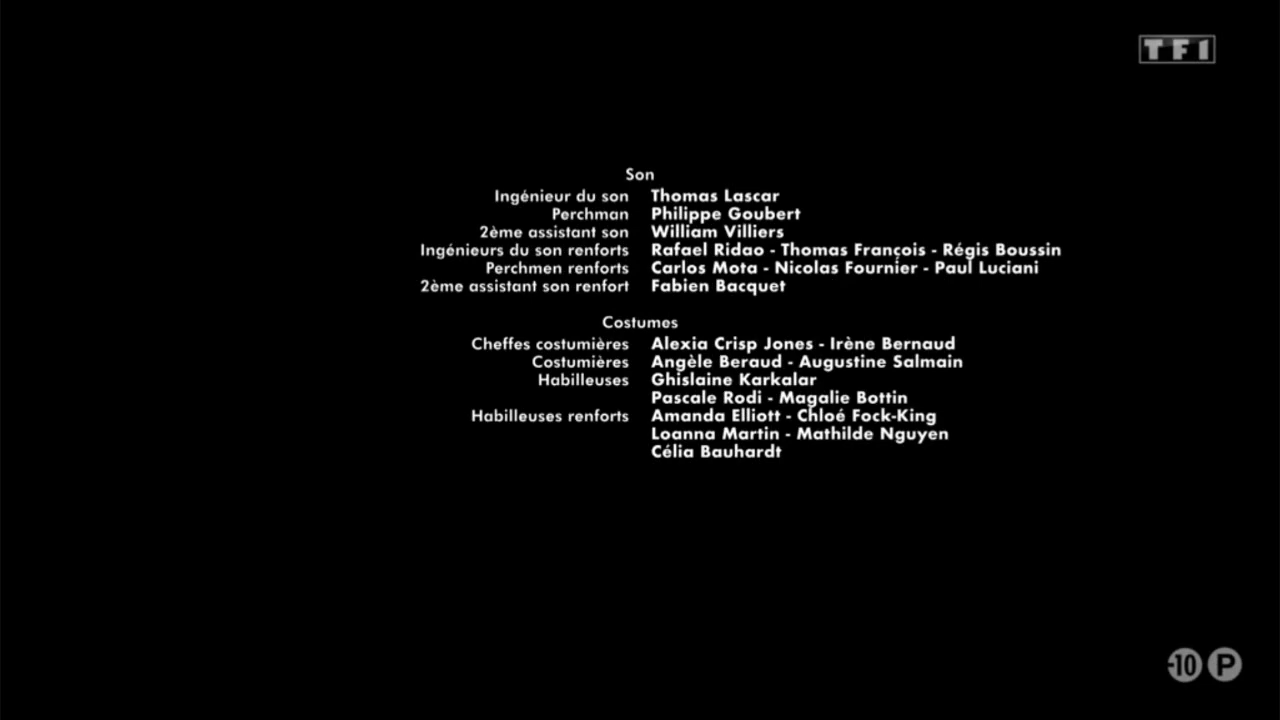 TF1
Son
Ingénieur du son Thomas Lascar
Perchman Philippe Goubert
2ème assistant son William Villiers
Ingénieurs du son renforts Rafael Ridao - Thomas François - Régis Boussin
Perchmen renforts Carlos Mota - Nicolas Fournier - Paul Luciani
2ème assistant son renfort Fabien Bacquet
Costumes
Cheffes costumières Alexia Crisp Jones - Irène Bernaud
Costumières Angèle Beraud - Augustine Salmain
Habilleuses Ghislaine Karkalar
Pascale Rodi - Magalie Bottin
Habilleuses renforts Amanda Elliott - Chloé Fock-King
Loanna Martin - Mathilde Nguyen
Célia Bauhardt
-10 P